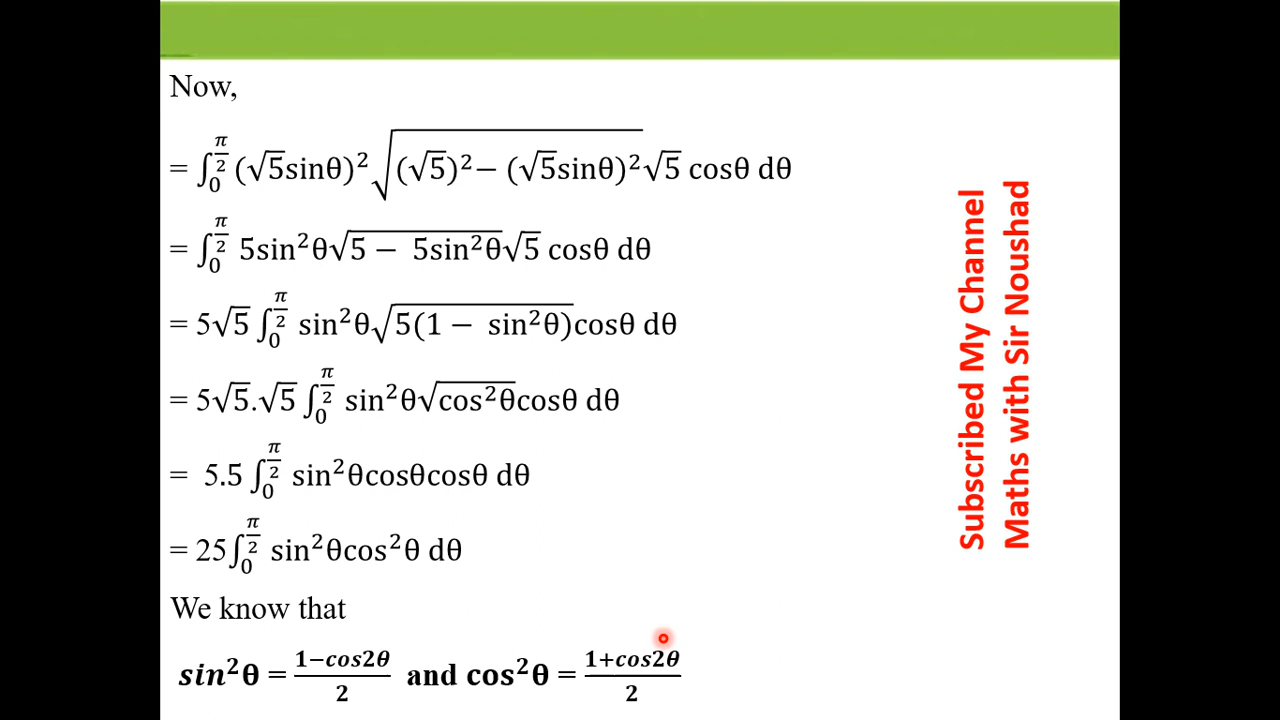 Now,
= ∫₀^(π/2) (√5sinθ)² √((√5)² − (√5sinθ)²) √5 cosθ dθ
= ∫₀^(π/2) 5sin²θ√(5 − 5sin²θ) √5 cosθ dθ
= 5√5 ∫₀^(π/2) sin²θ√(5(1 − sin²θ))cosθ dθ
= 5√5.√5 ∫₀^(π/2) sin²θ√(cos²θ)cosθ dθ
= 5.5 ∫₀^(π/2) sin²θcosθcosθ dθ
= 25∫₀^(π/2) sin²θcos²θ dθ
We know that
sin²θ = (1−cos2θ)/2 and cos²θ = (1+cos2θ)/2
Subscribed My Channel
Maths with Sir Noushad